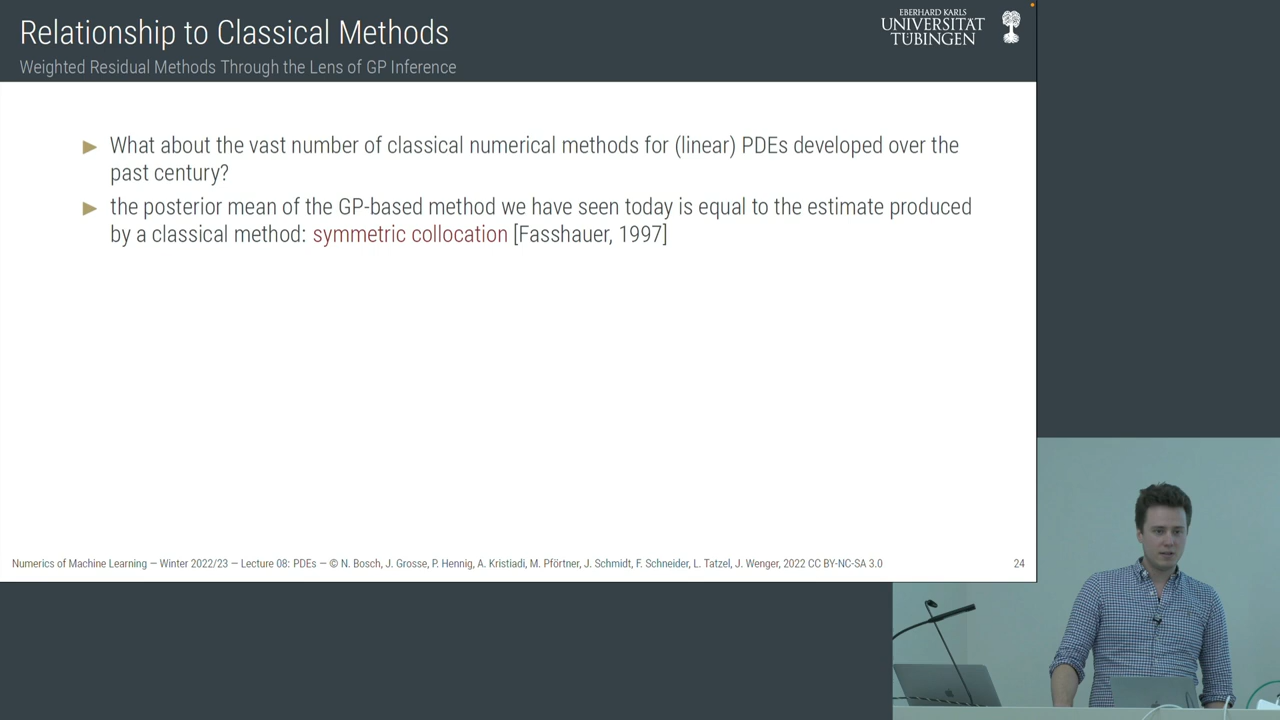 Relationship to Classical Methods
Weighted Residual Methods Through the Lens of GP Inference
EBERHARD KARLS
UNIVERSITÄT
TÜBINGEN
▶ What about the vast number of classical numerical methods for (linear) PDEs developed over the
past century?
▶ the posterior mean of the GP-based method we have seen today is equal to the estimate produced
by a classical method: symmetric collocation [Fasshauer, 1997]
Numerics of Machine Learning — Winter 2022/23 — Lecture 08: PDEs — © N. Bosch, J. Grosse, P. Hennig, A. Kristiadi, M. Pförtner, J. Schmidt, F. Schneider, L. Tatzel, J. Wenger, 2022 CC BY-NC-SA 3.0
24